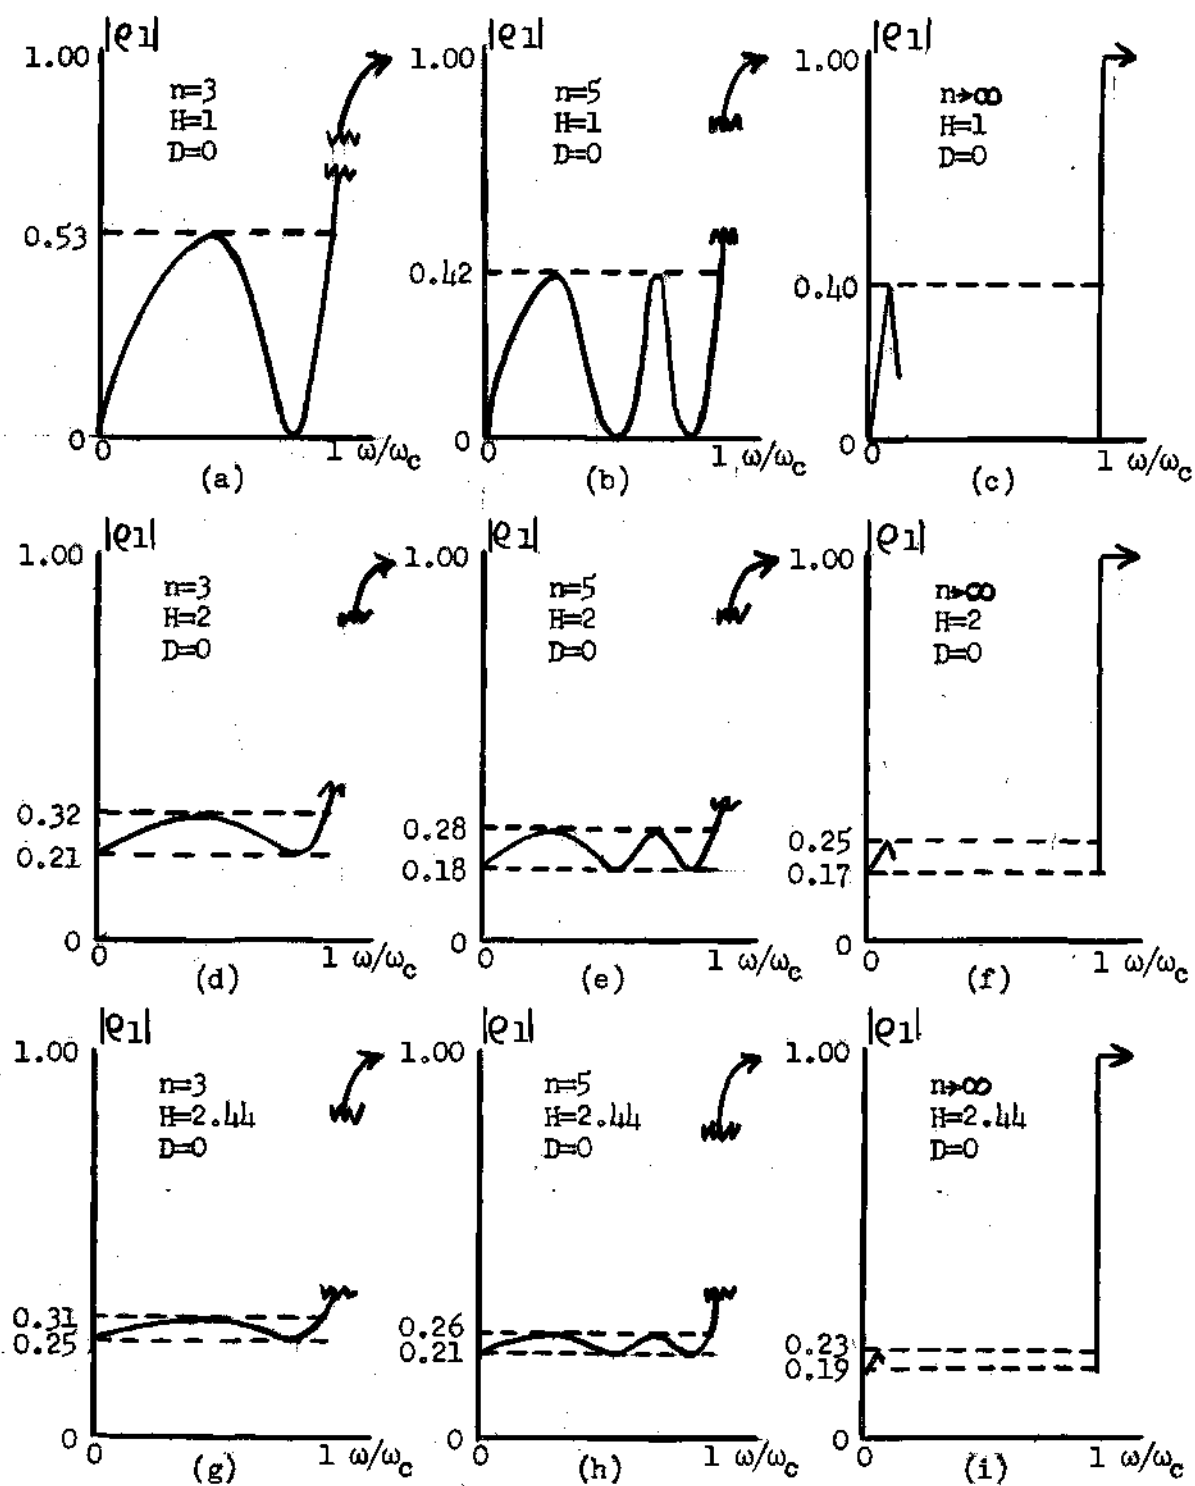 |ρ1|
1.00
n=3
H=1
D=0
0.53
0
0
1 ω/ωc
(a)
|ρ1|
1.00
n=5
H=1
D=0
0.42
0
0
1 ω/ωc
(b)
|ρ1|
1.00
n→∞
H=1
D=0
0.40
0
0
1 ω/ωc
(c)
|ρ1|
1.00
n=3
H=2
D=0
0.32
0.21
0
0
1 ω/ωc
(d)
|ρ1|
1.00
n=5
H=2
D=0
0.28
0.18
0
0
1 ω/ωc
(e)
|ρ1|
1.00
n→∞
H=2
D=0
0.25
0.17
0
0
1 ω/ωc
(f)
|ρ1|
1.00
n=3
H=2.44
D=0
0.31
0.25
0
0
1 ω/ωc
(g)
|ρ1|
1.00
n=5
H=2.44
D=0
0.26
0.21
0
0
1 ω/ωc
(h)
|ρ1|
1.00
n→∞
H=2.44
D=0
0.23
0.19
0
0
1 ω/ωc
(i)